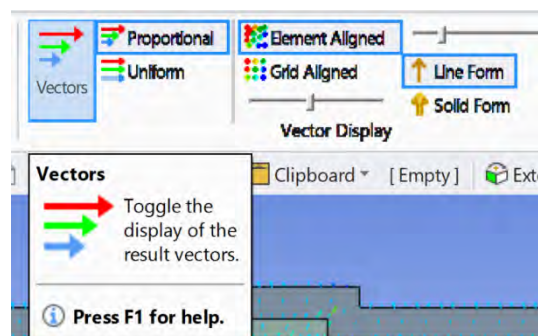 Proportional
Element Aligned
Vectors
Uniform
Grid Aligned
Line Form
Solid Form
Vector Display
Clipboard
[ Empty ]
Vectors
Toggle the
display of the
result vectors.
Press F1 for help.